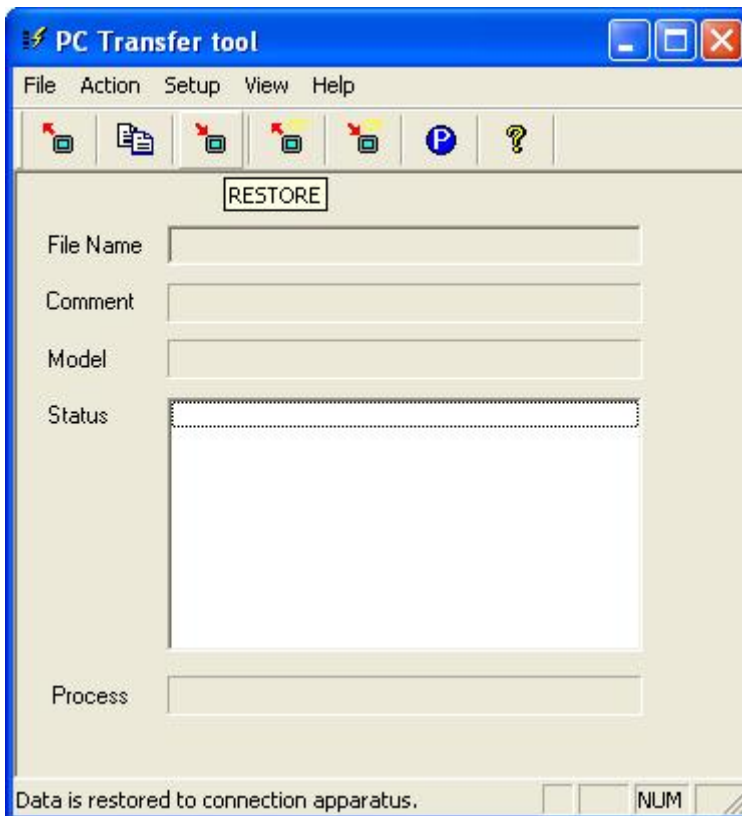 PC Transfer tool
File Action Setup View Help
P ?
RESTORE
File Name
Comment
Model
Status
Process
Data is restored to connection apparatus. NUM